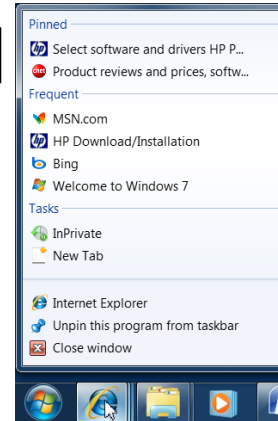 Pinned
Select software and drivers HP P...
Product reviews and prices, softw...
Frequent
MSN.com
HP Download/Installation
Bing
Welcome to Windows 7
Tasks
InPrivate
New Tab
Internet Explorer
Unpin this program from taskbar
Close window